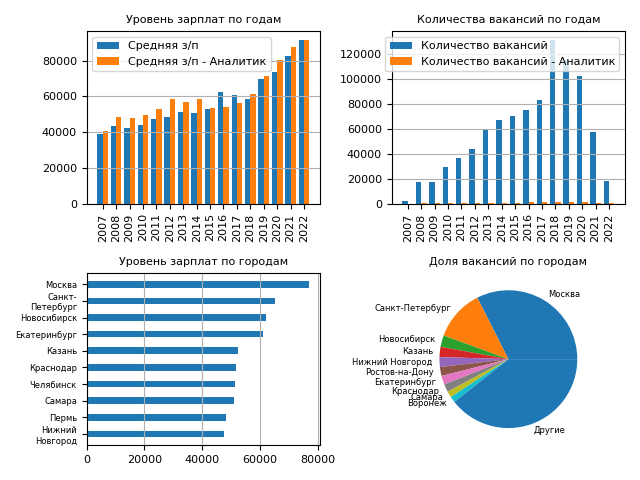 Уровень зарплат по годам
Средняя з/п
Средняя з/п - Аналитик
80000
60000
40000
20000
0
2007 2008 2009 2010 2011 2012 2013 2014 2015 2016 2017 2018 2019 2020 2021 2022
Количества вакансий по годам
Количество вакансий
Количество вакансий - Аналитик
120000
100000
80000
60000
40000
20000
0
2007 2008 2009 2010 2011 2012 2013 2014 2015 2016 2017 2018 2019 2020 2021 2022
Уровень зарплат по городам
Москва
Санкт-
Петербург
Новосибирск
Екатеринбург
Казань
Краснодар
Челябинск
Самара
Пермь
Нижний
Новгород
0 20000 40000 60000 80000
Доля вакансий по городам
Москва
Санкт-Петербург
Новосибирск
Казань
Нижний Новгород
Ростов-на-Дону
Екатеринбург
Краснодар
Самара
Воронеж
Другие